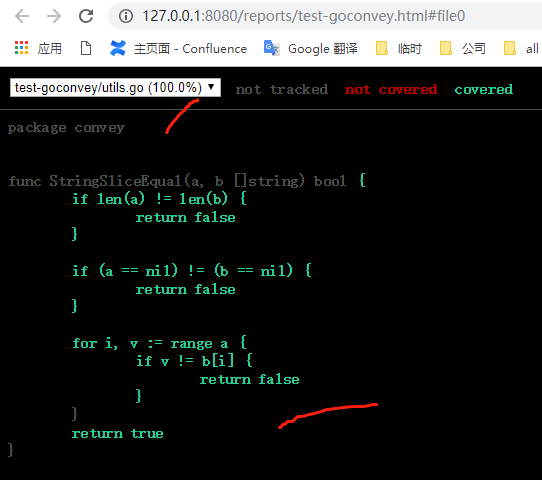 127.0.0.1:8080/reports/test-goconvey.html#file0
应用 主页面 - Confluence Google 翻译 临时 公司 all
test-goconvey/utils.go (100.0%) not tracked not covered covered
package convey
func StringSliceEqual(a, b []string) bool {
if len(a) != len(b) {
return false
}
if (a == nil) != (b == nil) {
return false
}
for i, v := range a {
if v != b[i] {
return false
}
}
return true
}